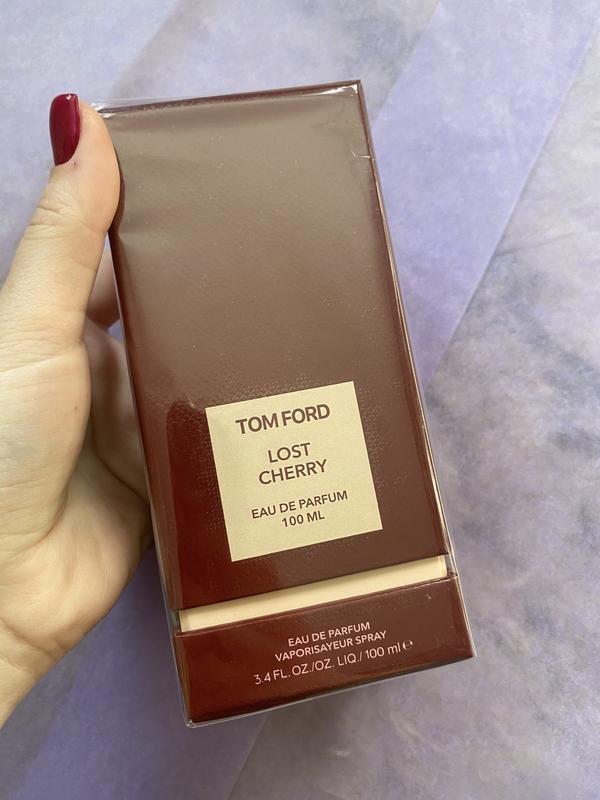 TOM FORD
LOST
CHERRY
EAU DE PARFUM
100 ML
EAU DE PARFUM
VAPORISAYEUR SPRAY
3.4 FL. OZ./OZ. LIQ./ 100 ml ℮